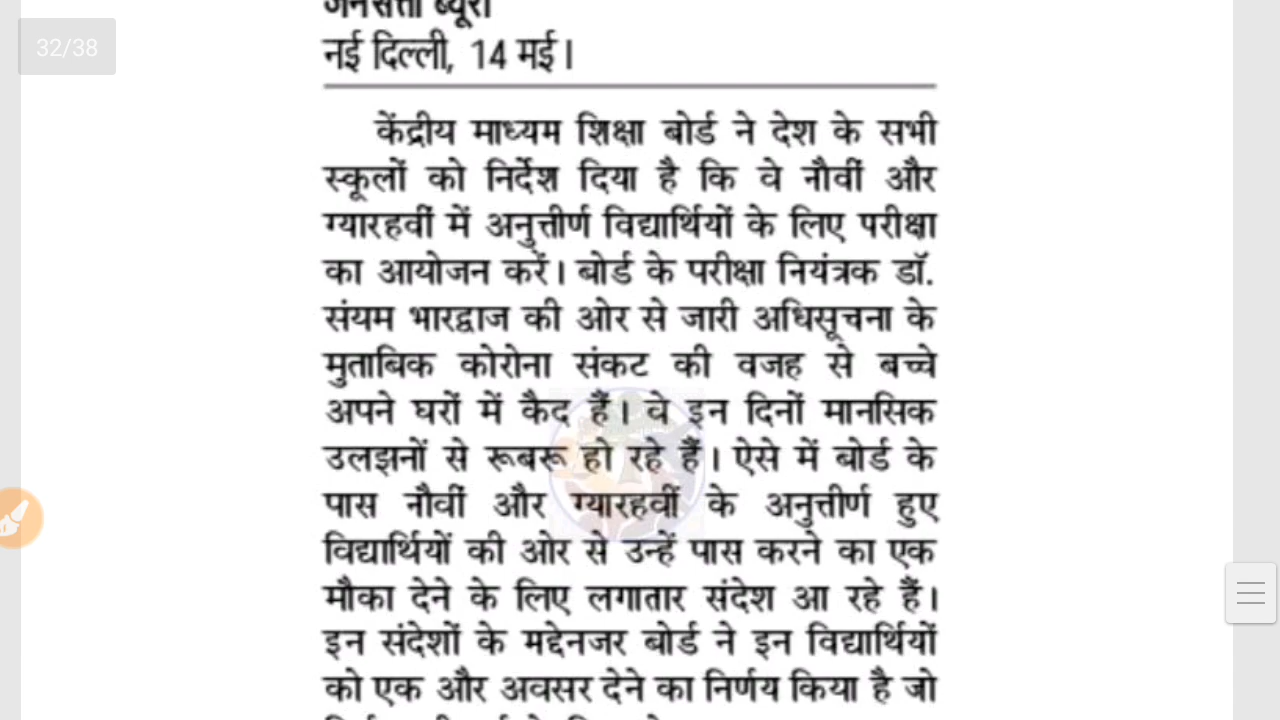 32/38
जनसत्ता ब्यूरो
नई दिल्ली, 14 मई।
केंद्रीय माध्यम शिक्षा बोर्ड ने देश के सभी
स्कूलों को निर्देश दिया है कि वे नौवीं और
ग्यारहवीं में अनुत्तीर्ण विद्यार्थियों के लिए परीक्षा
का आयोजन करें। बोर्ड के परीक्षा नियंत्रक डॉ.
संयम भारद्वाज की ओर से जारी अधिसूचना के
मुताबिक कोरोना संकट की वजह से बच्चे
अपने घरों में कैद हैं। वे इन दिनों मानसिक
उलझनों से रूबरू हो रहे हैं। ऐसे में बोर्ड के
पास नौवीं और ग्यारहवीं के अनुत्तीर्ण हुए
विद्यार्थियों की ओर से उन्हें पास करने का एक
मौका देने के लिए लगातार संदेश आ रहे हैं।
इन संदेशों के मद्देनजर बोर्ड ने इन विद्यार्थियों
को एक और अवसर देने का निर्णय किया है जो